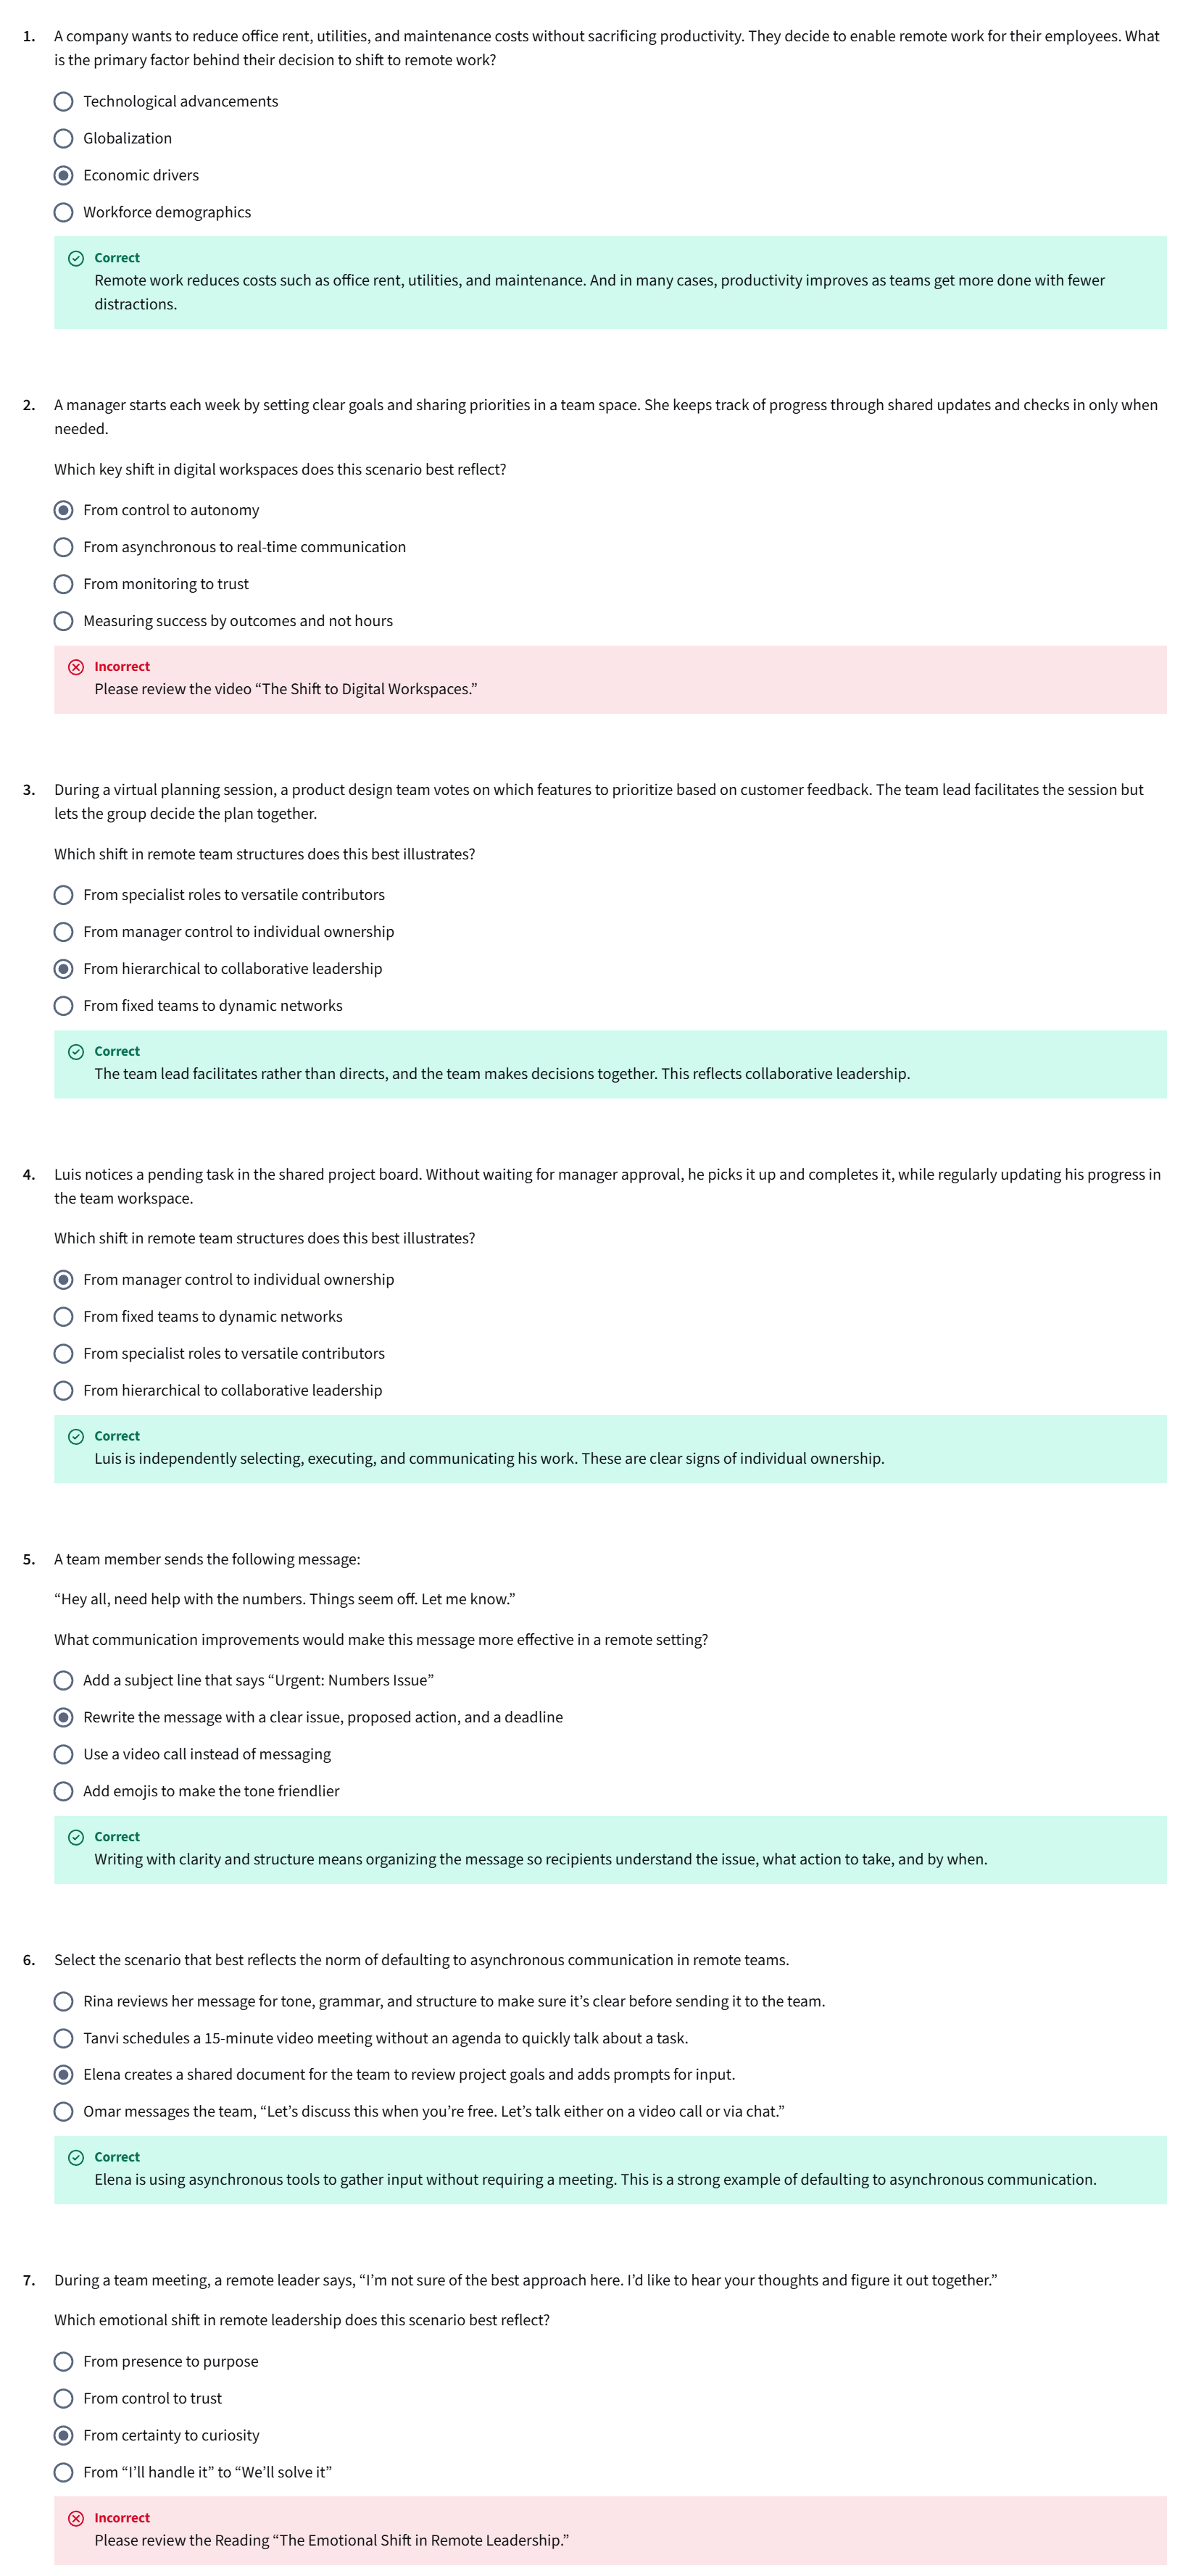 1. A company wants to reduce office rent, utilities, and maintenance costs without sacrificing productivity. They decide to enable remote work for their employees. What
is the primary factor behind their decision to shift to remote work?
Technological advancements
Globalization
Economic drivers
Workforce demographics
Correct
Remote work reduces costs such as office rent, utilities, and maintenance. And in many cases, productivity improves as teams get more done with fewer
distractions.
2. A manager starts each week by setting clear goals and sharing priorities in a team space. She keeps track of progress through shared updates and checks in only when
needed.
Which key shift in digital workspaces does this scenario best reflect?
From control to autonomy
From asynchronous to real-time communication
From monitoring to trust
Measuring success by outcomes and not hours
Incorrect
Please review the video “The Shift to Digital Workspaces.”
3. During a virtual planning session, a product design team votes on which features to prioritize based on customer feedback. The team lead facilitates the session but
lets the group decide the plan together.
Which shift in remote team structures does this best illustrates?
From specialist roles to versatile contributors
From manager control to individual ownership
From hierarchical to collaborative leadership
From fixed teams to dynamic networks
Correct
The team lead facilitates rather than directs, and the team makes decisions together. This reflects collaborative leadership.
4. Luis notices a pending task in the shared project board. Without waiting for manager approval, he picks it up and completes it, while regularly updating his progress in
the team workspace.
Which shift in remote team structures does this best illustrates?
From manager control to individual ownership
From fixed teams to dynamic networks
From specialist roles to versatile contributors
From hierarchical to collaborative leadership
Correct
Luis is independently selecting, executing, and communicating his work. These are clear signs of individual ownership.
5. A team member sends the following message:
“Hey all, need help with the numbers. Things seem off. Let me know.”
What communication improvements would make this message more effective in a remote setting?
Add a subject line that says “Urgent: Numbers Issue”
Rewrite the message with a clear issue, proposed action, and a deadline
Use a video call instead of messaging
Add emojis to make the tone friendlier
Correct
Writing with clarity and structure means organizing the message so recipients understand the issue, what action to take, and by when.
6. Select the scenario that best reflects the norm of defaulting to asynchronous communication in remote teams.
Rina reviews her message for tone, grammar, and structure to make sure it’s clear before sending it to the team.
Tanvi schedules a 15-minute video meeting without an agenda to quickly talk about a task.
Elena creates a shared document for the team to review project goals and adds prompts for input.
Omar messages the team, “Let’s discuss this when you’re free. Let’s talk either on a video call or via chat.”
Correct
Elena is using asynchronous tools to gather input without requiring a meeting. This is a strong example of defaulting to asynchronous communication.
7. During a team meeting, a remote leader says, “I’m not sure of the best approach here. I’d like to hear your thoughts and figure it out together.”
Which emotional shift in remote leadership does this scenario best reflect?
From presence to purpose
From control to trust
From certainty to curiosity
From “I’ll handle it” to “We’ll solve it”
Incorrect
Please review the Reading “The Emotional Shift in Remote Leadership.”